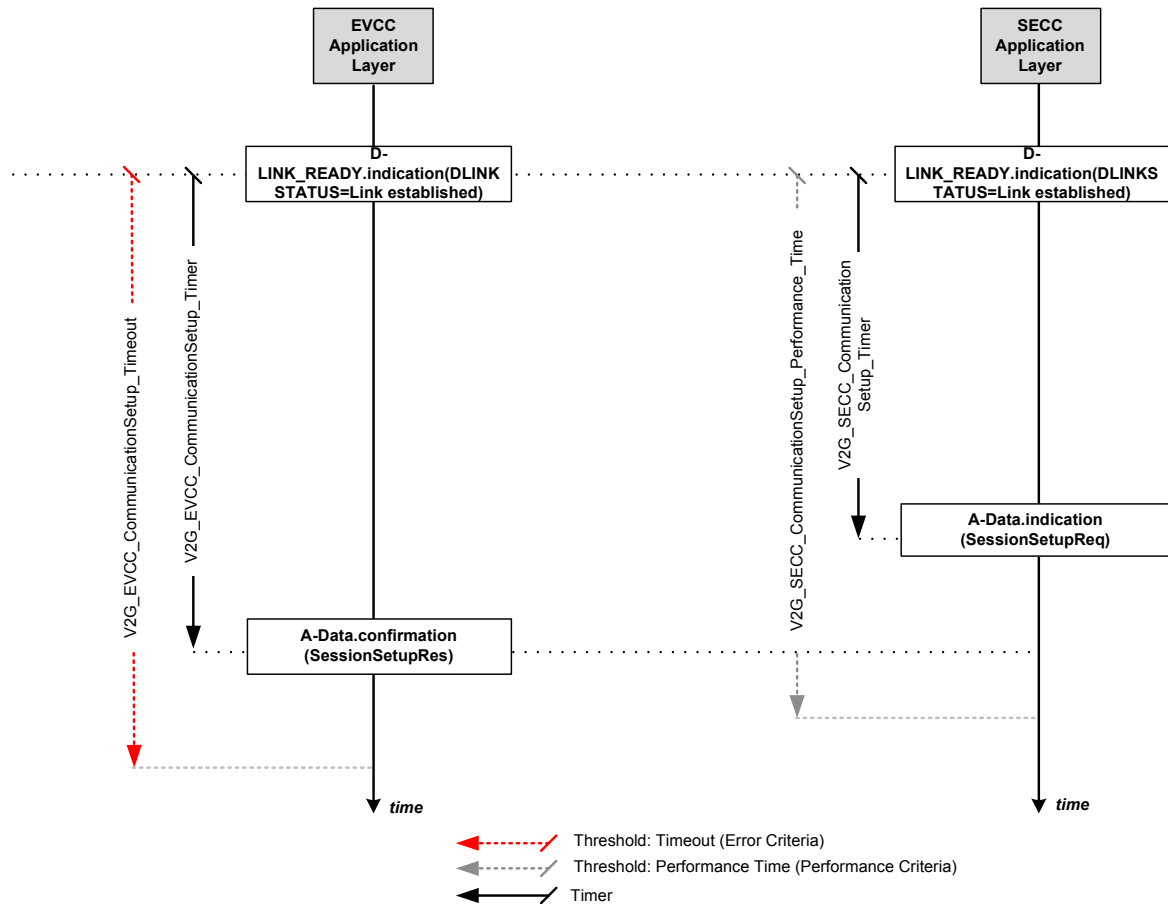 EVCC
Application
Layer
SECC
Application
Layer
D-
LINK_READY.indication(DLINK
STATUS=Link established)
D-
LINK_READY.indication(DLINKS
TATUS=Link established)
V2G_EVCC_CommunicationSetup_Timeout
V2G_EVCC_CommunicationSetup_Timer
V2G_SECC_CommunicationSetup_Performance_Time
V2G_SECC_Communication
Setup_Timer
A-Data.indication
(SessionSetupReq)
A-Data.confirmation
(SessionSetupRes)
time
time
Threshold: Timeout (Error Criteria)
Threshold: Performance Time (Performance Criteria)
Timer